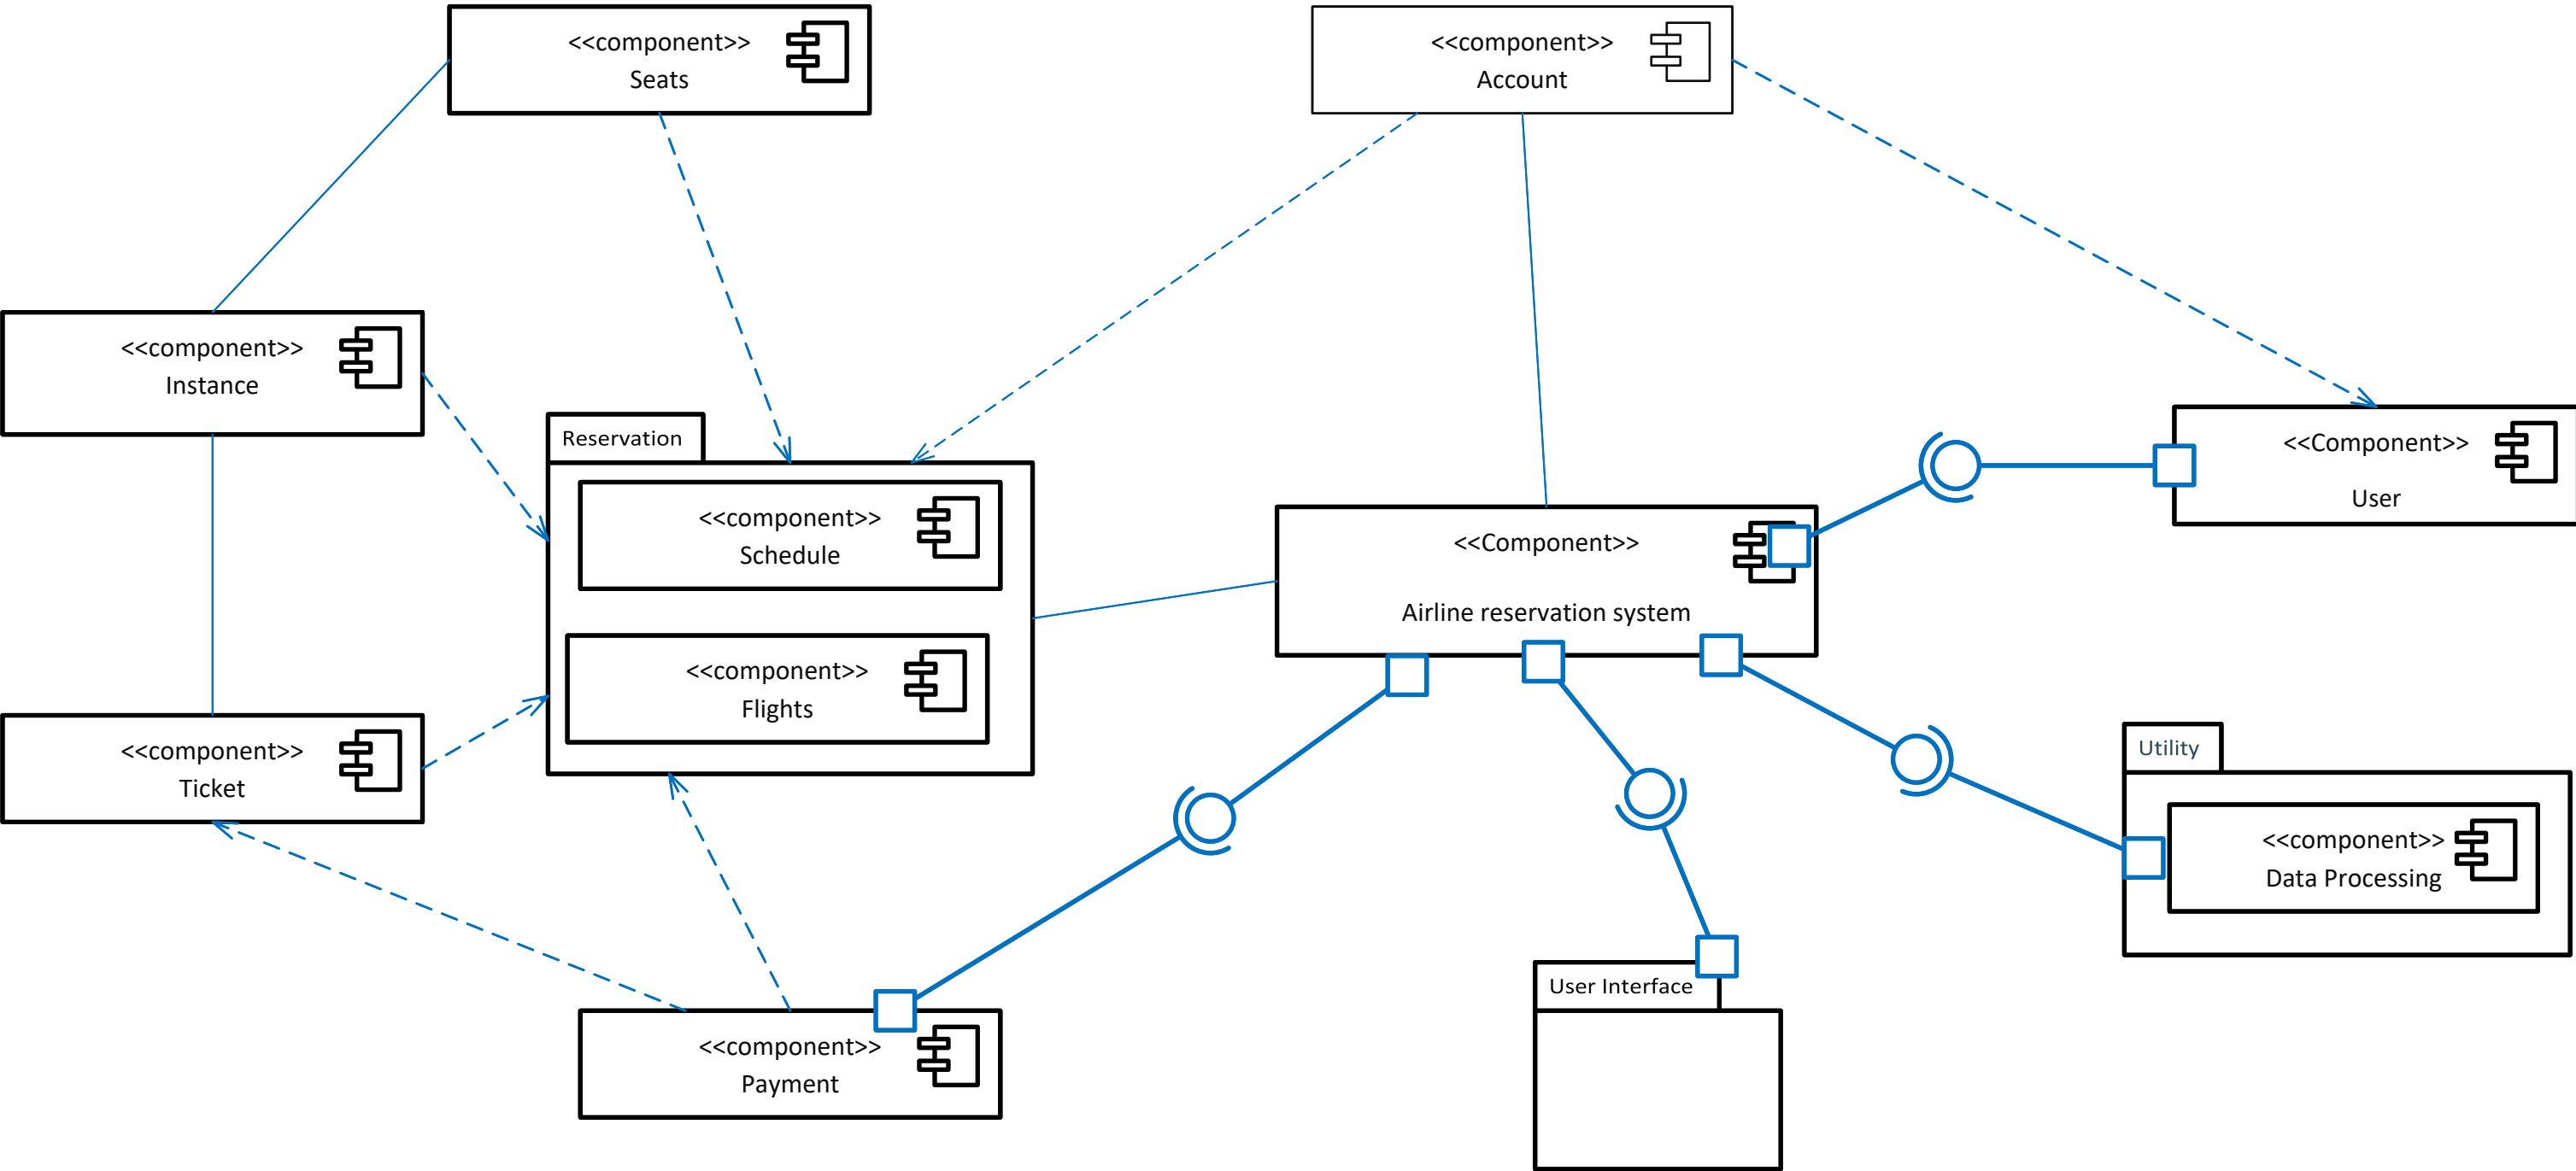 <<component>>
Seats
<<component>>
Account
<<component>>
Instance
Reservation
<<component>>
Schedule
<<component>>
Flights
<<Component>>
User
<<Component>>
Airline reservation system
<<component>>
Ticket
Utility
<<component>>
Data Processing
User Interface
<<component>>
Payment